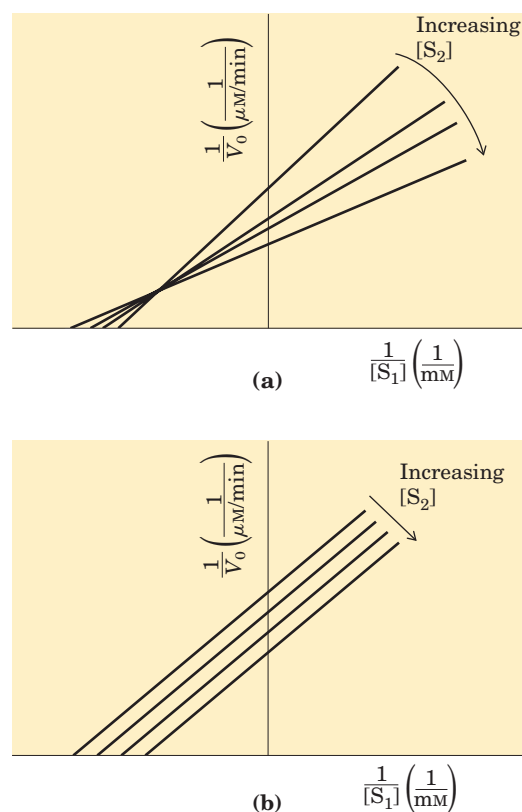 Increasing
[S₂]
1/V₀ (1/μM/min)
1/[S₁] (1/mM)
(a)
Increasing
[S₂]
1/V₀ (1/μM/min)
1/[S₁] (1/mM)
(b)